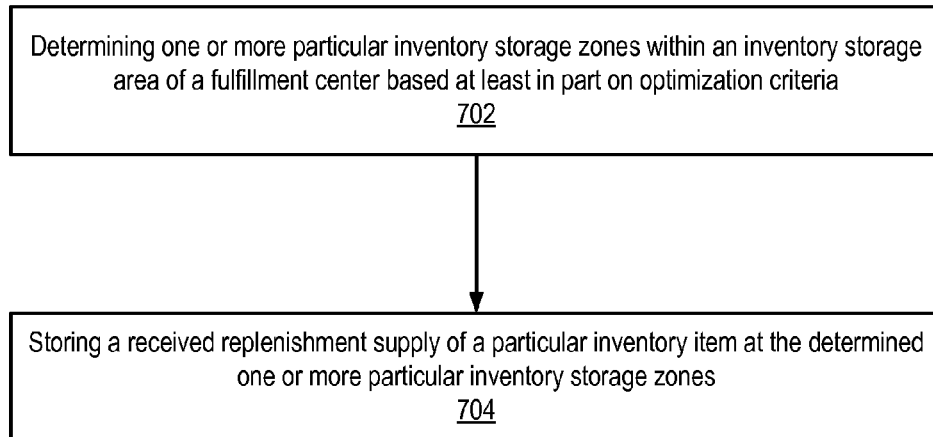 Determining one or more particular inventory storage zones within an inventory storage
area of a fulfillment center based at least in part on optimization criteria
702
Storing a received replenishment supply of a particular inventory item at the determined
one or more particular inventory storage zones
704